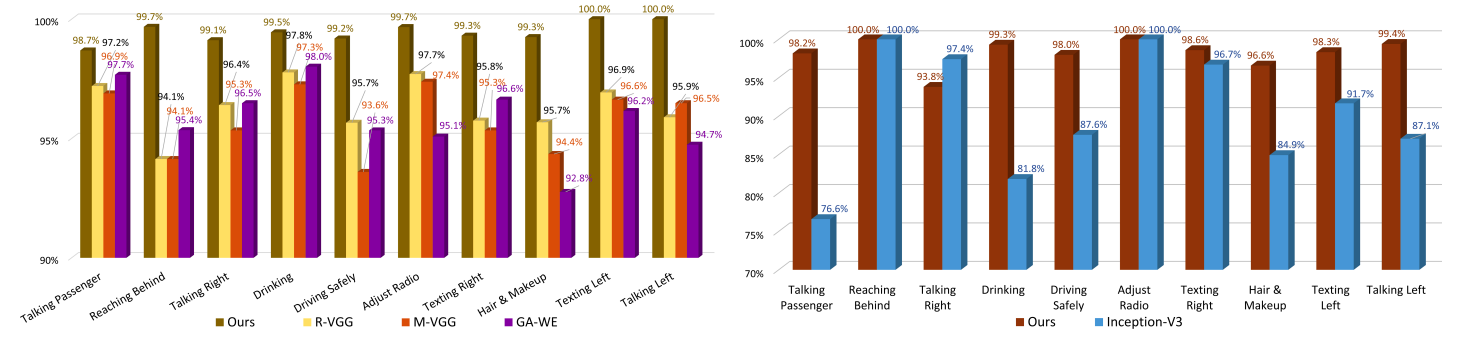 100%
95%
90%
98.7%
97.2%
96.9%
97.7%
99.7%
94.1%
94.1%
95.4%
99.1%
96.4%
95.3%
96.5%
99.5%
97.8%
97.3%
98.0%
99.2%
95.7%
93.6%
95.3%
99.7%
97.7%
97.4%
95.1%
99.3%
95.8%
95.3%
96.6%
99.3%
95.7%
94.4%
92.8%
100.0%
96.9%
96.6%
96.2%
100.0%
95.9%
96.5%
94.7%
Talking Passenger
Reaching Behind
Talking Right
Drinking
Driving Safely
Adjust Radio
Texting Right
Hair & Makeup
Texting Left
Talking Left
Ours R-VGG M-VGG GA-WE
100%
95%
90%
85%
80%
75%
70%
98.2%
76.6%
100.0%
100.0%
93.8%
97.4%
99.3%
81.8%
98.0%
87.6%
100.0%
100.0%
98.6%
96.7%
96.6%
84.9%
98.3%
91.7%
99.4%
87.1%
Talking
Passenger
Reaching
Behind
Talking
Right
Drinking
Driving
Safely
Adjust
Radio
Texting
Right
Hair &
Makeup
Texting
Left
Talking Left
Ours Inception-V3